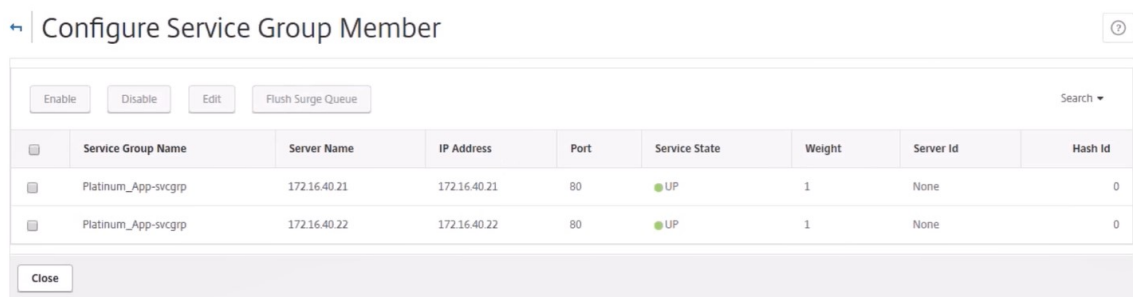 Configure Service Group Member
?
Enable Disable Edit Flush Surge Queue Search
Service Group Name Server Name IP Address Port Service State Weight Server Id Hash Id
Platinum_App-svcgrp 172.16.40.21 172.16.40.21 80 UP 1 None 0
Platinum_App-svcgrp 172.16.40.22 172.16.40.22 80 UP 1 None 0
Close